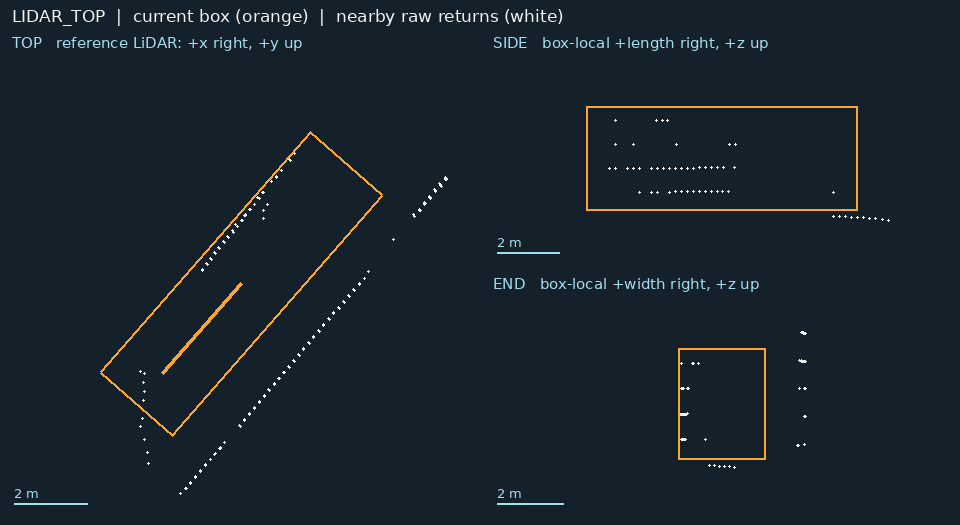 LIDAR_TOP | current box (orange) | nearby raw returns (white)
TOP reference LiDAR: +x right, +y up
SIDE box-local +length right, +z up
2 m
END box-local +width right, +z up
2 m
2 m